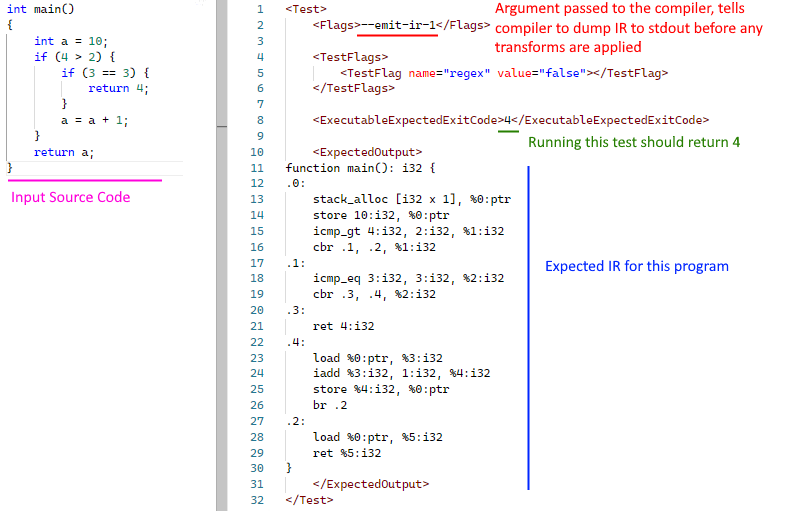 int main()
{
    int a = 10;
    if (4 > 2) {
        if (3 == 3) {
            return 4;
        }
        a = a + 1;
    }
    return a;
}
Input Source Code
1 <Test>
2     <Flags>--emit-ir-1</Flags>
3
4     <TestFlags>
5         <TestFlag name="regex" value="false"></TestFlag>
6     </TestFlags>
7
8     <ExecutableExpectedExitCode>4</ExecutableExpectedExitCode>
9
10     <ExpectedOutput>
11 function main(): i32 {
12 .0:
13     stack_alloc [i32 x 1], %0:ptr
14     store 10:i32, %0:ptr
15     icmp_gt 4:i32, 2:i32, %1:i32
16     cbr .1, .2, %1:i32
17 .1:
18     icmp_eq 3:i32, 3:i32, %2:i32
19     cbr .3, .4, %2:i32
20 .3:
21     ret 4:i32
22 .4:
23     load %0:ptr, %3:i32
24     iadd %3:i32, 1:i32, %4:i32
25     store %4:i32, %0:ptr
26     br .2
27 .2:
28     load %0:ptr, %5:i32
29     ret %5:i32
30 }
31     </ExpectedOutput>
32 </Test>
Argument passed to the compiler, tells
compiler to dump IR to stdout before any
transforms are applied
Running this test should return 4
Expected IR for this program